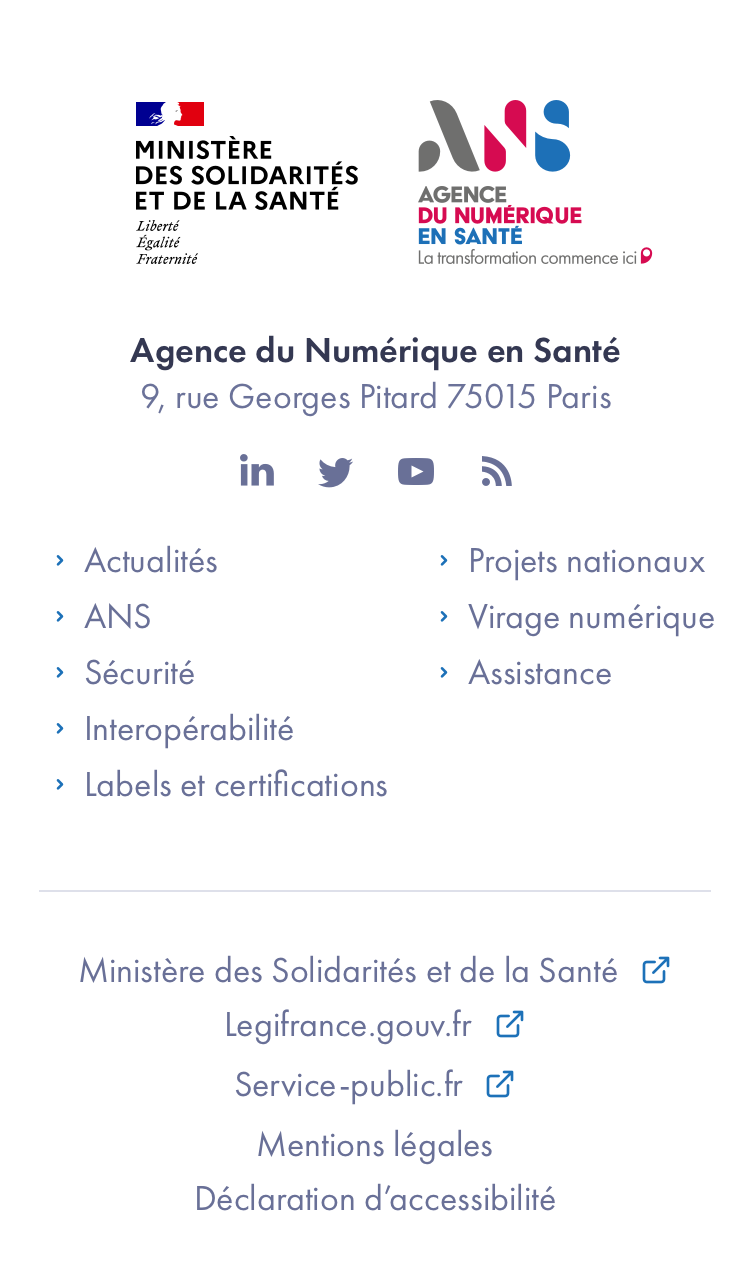 MINISTÈRE
DES SOLIDARITÉS
ET DE LA SANTÉ
Liberté
Égalité
Fraternité
ANS
AGENCE
DU NUMÉRIQUE
EN SANTÉ
La transformation commence ici
Agence du Numérique en Santé
9, rue Georges Pitard 75015 Paris
in
Actualités
ANS
Sécurité
Interopérabilité
Labels et certifications
Projets nationaux
Virage numérique
Assistance
Ministère des Solidarités et de la Santé
Legifrance.gouv.fr
Service-public.fr
Mentions légales
Déclaration d’accessibilité